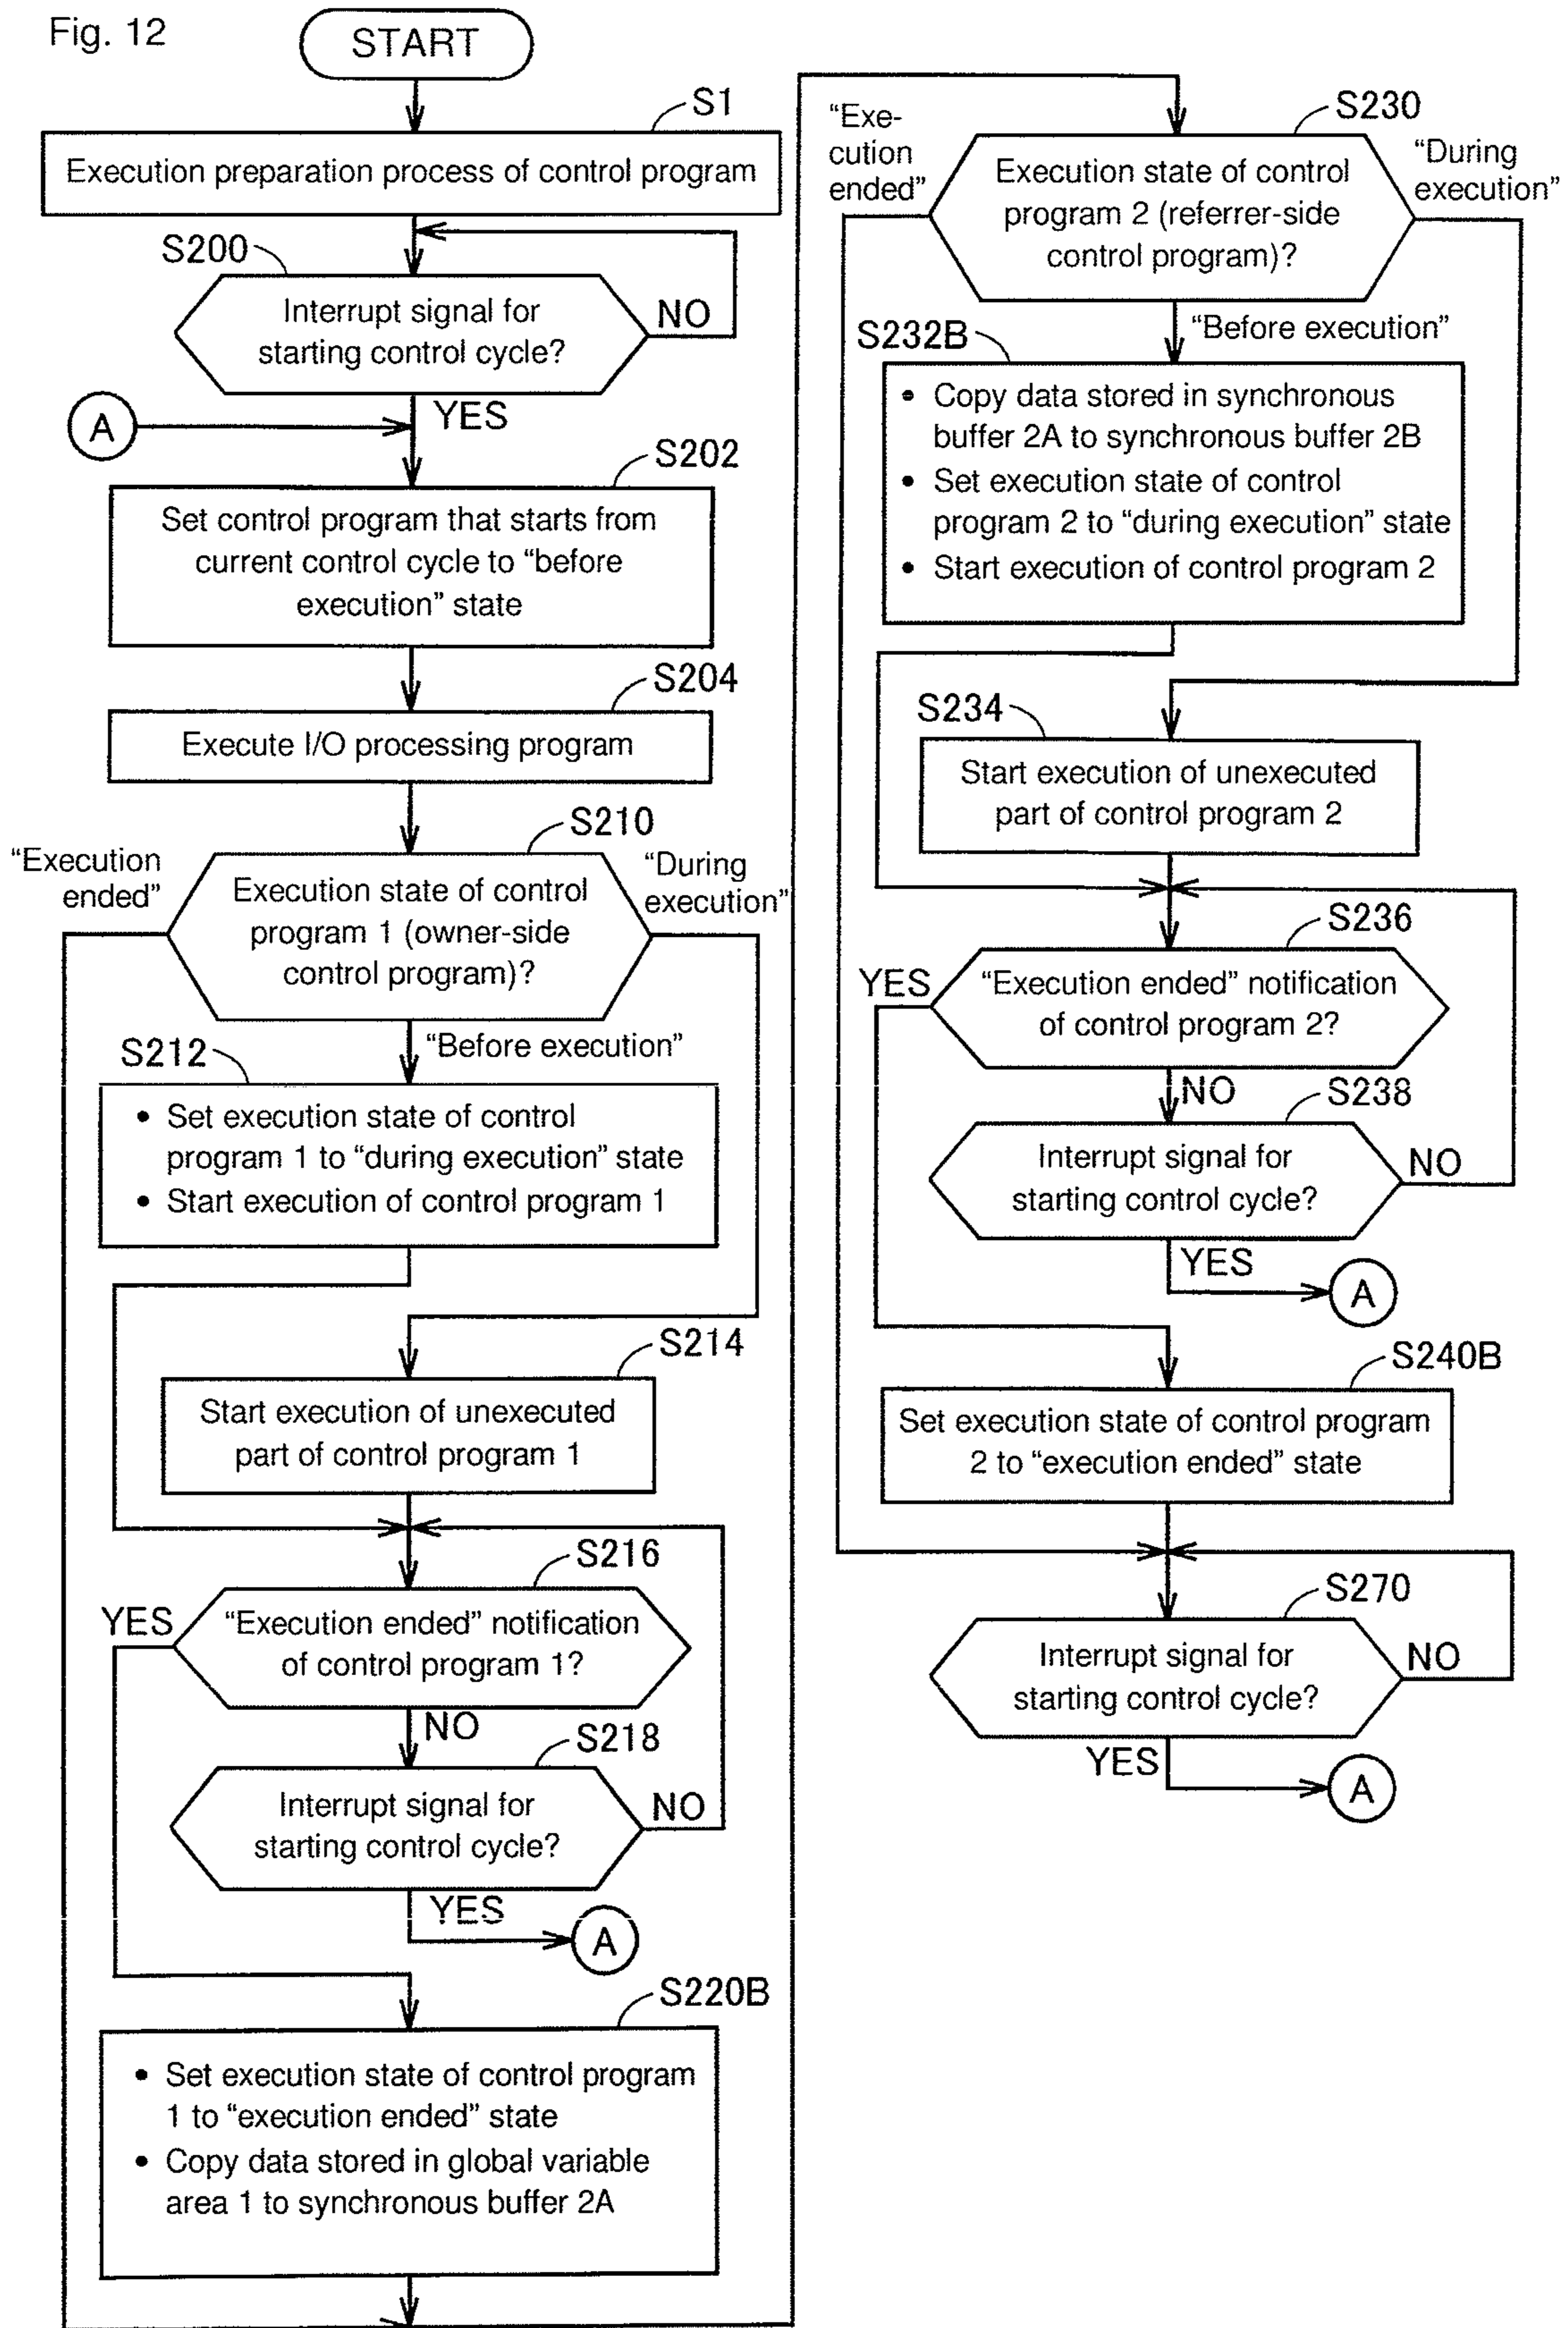 Fig. 12
START
S1
Execution preparation process of control program
S200
Interrupt signal for
starting control cycle?
NO
YES
A
S202
Set control program that starts from
current control cycle to “before
execution” state
S204
Execute I/O processing program
S210
“Execution
ended”
“During
execution”
Execution state of control
program 1 (owner-side
control program)?
“Before execution”
S212
• Set execution state of control
program 1 to “during execution” state
• Start execution of control program 1
S214
Start execution of unexecuted
part of control program 1
S216
YES
“Execution ended” notification
of control program 1?
NO
S218
Interrupt signal for
starting control cycle?
NO
YES
A
S220B
• Set execution state of control program
1 to “execution ended” state
• Copy data stored in global variable
area 1 to synchronous buffer 2A
“Exe-
cution
ended”
S230
“During
execution”
Execution state of control
program 2 (referrer-side
control program)?
“Before execution”
S232B
• Copy data stored in synchronous
buffer 2A to synchronous buffer 2B
• Set execution state of control
program 2 to “during execution” state
• Start execution of control program 2
S234
Start execution of unexecuted
part of control program 2
S236
YES
“Execution ended” notification
of control program 2?
NO
S238
Interrupt signal for
starting control cycle?
NO
YES
A
S240B
Set execution state of control program
2 to “execution ended” state
S270
Interrupt signal for
starting control cycle?
NO
YES
A